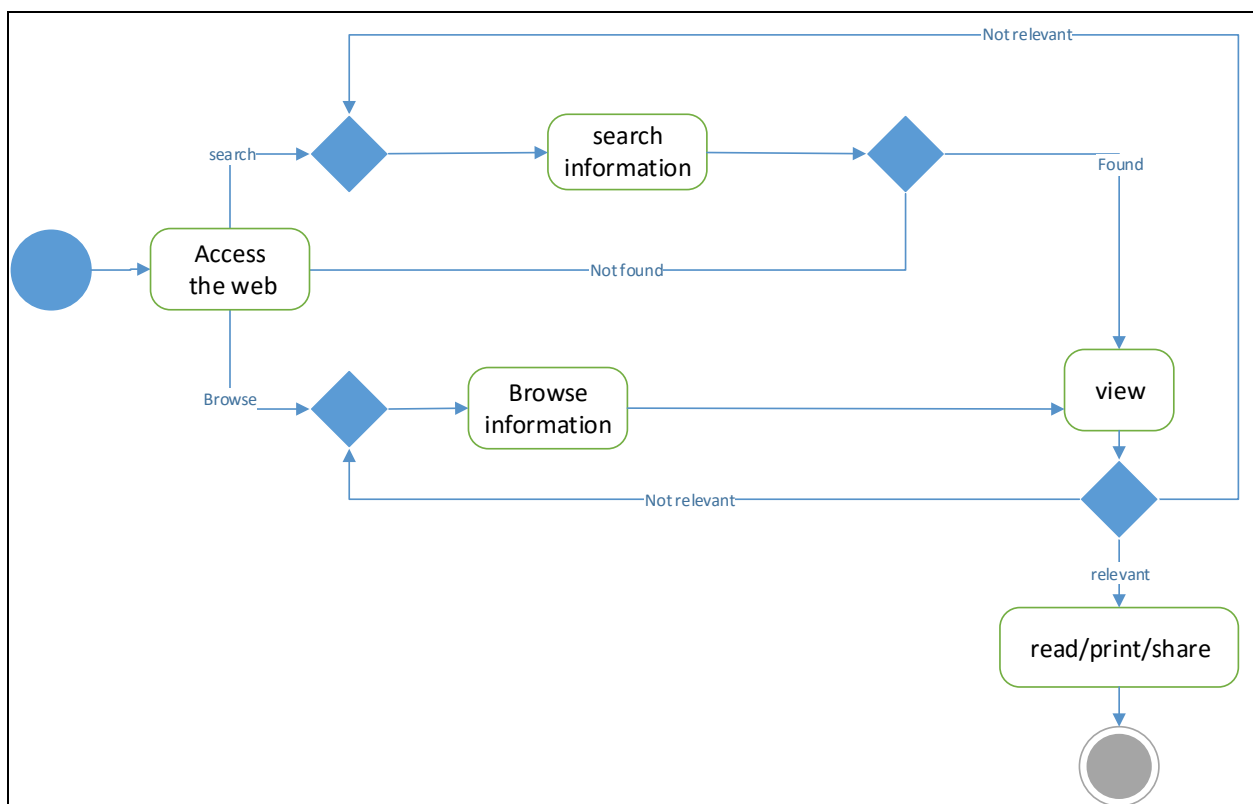 Not relevant
search
search
information
Found
Access
the web
Not found
Browse
Browse
information
view
Not relevant
relevant
read/print/share